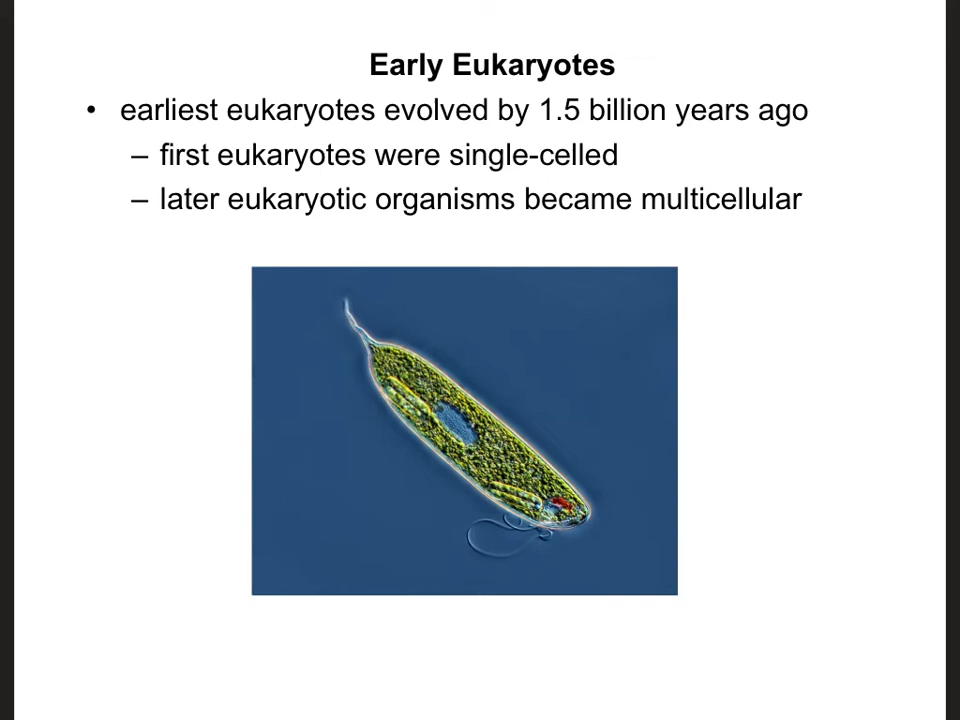 Early Eukaryotes
• earliest eukaryotes evolved by 1.5 billion years ago
– first eukaryotes were single-celled
– later eukaryotic organisms became multicellular